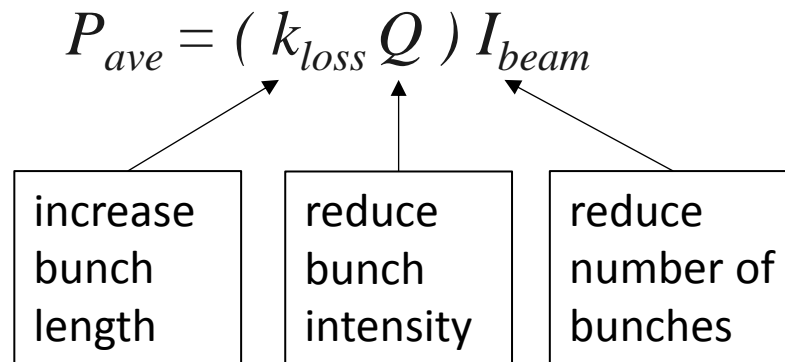 P_ave = ( k_loss Q ) I_beam
increase
bunch
length
reduce
bunch
intensity
reduce
number of
bunches